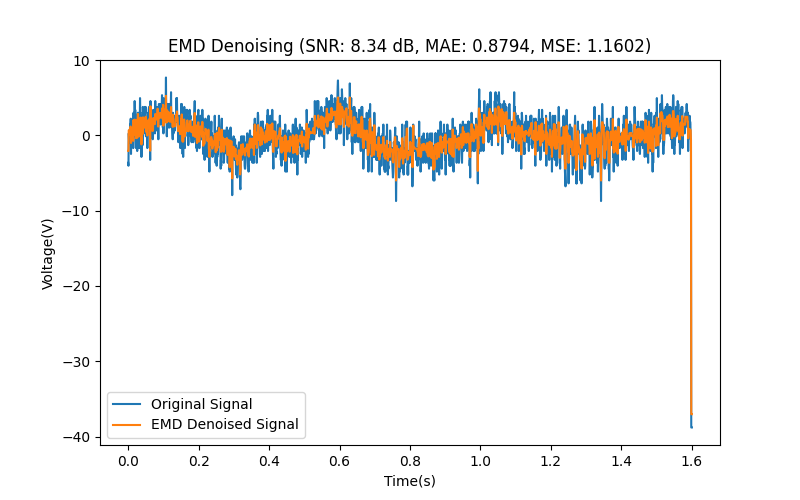 EMD Denoising (SNR: 8.34 dB, MAE: 0.8794, MSE: 1.1602)
10
0
−10
−20
−30
−40
Voltage(V)
Original Signal
EMD Denoised Signal
0.0 0.2 0.4 0.6 0.8 1.0 1.2 1.4 1.6
Time(s)